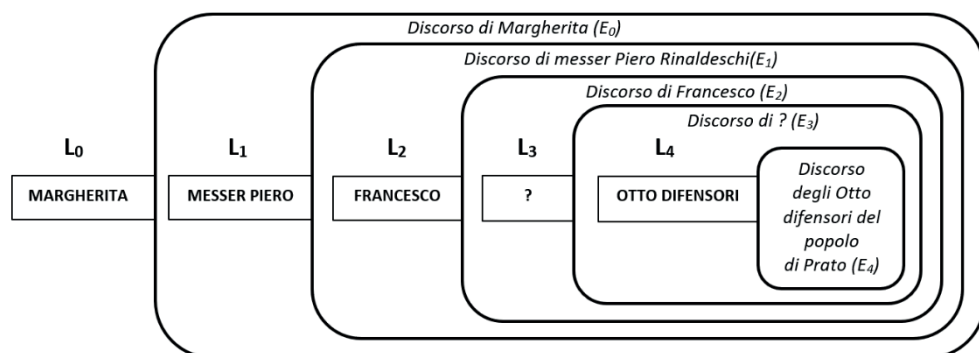 Discorso di Margherita (E₀)
Discorso di messer Piero Rinaldeschi(E₁)
Discorso di Francesco (E₂)
Discorso di ? (E₃)
L₀
L₁
L₂
L₃
L₄
MARGHERITA
MESSER PIERO
FRANCESCO
?
OTTO DIFENSORI
Discorso
degli Otto
difensori del
popolo
di Prato (E₄)